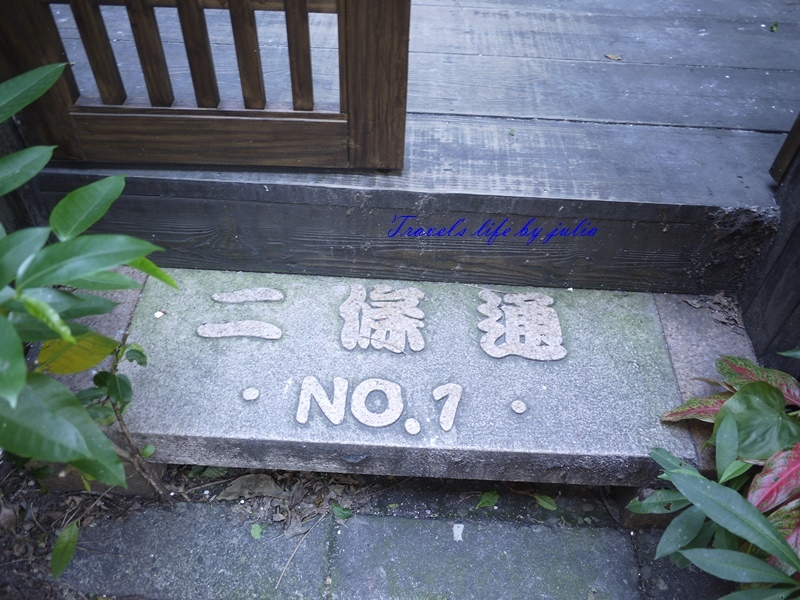 Travel's life by julia
二條通
·NO.1·